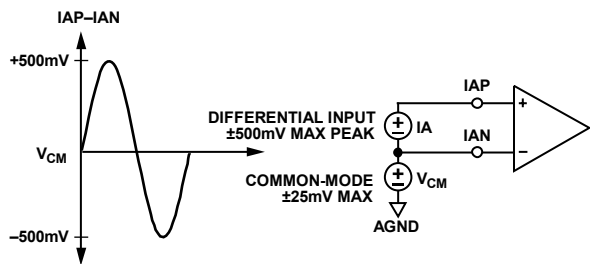 IAP–IAN
+500mV
VCM
–500mV
DIFFERENTIAL INPUT
±500mV MAX PEAK
IA
IAP
IAN
+
–
COMMON-MODE
±25mV MAX
VCM
AGND